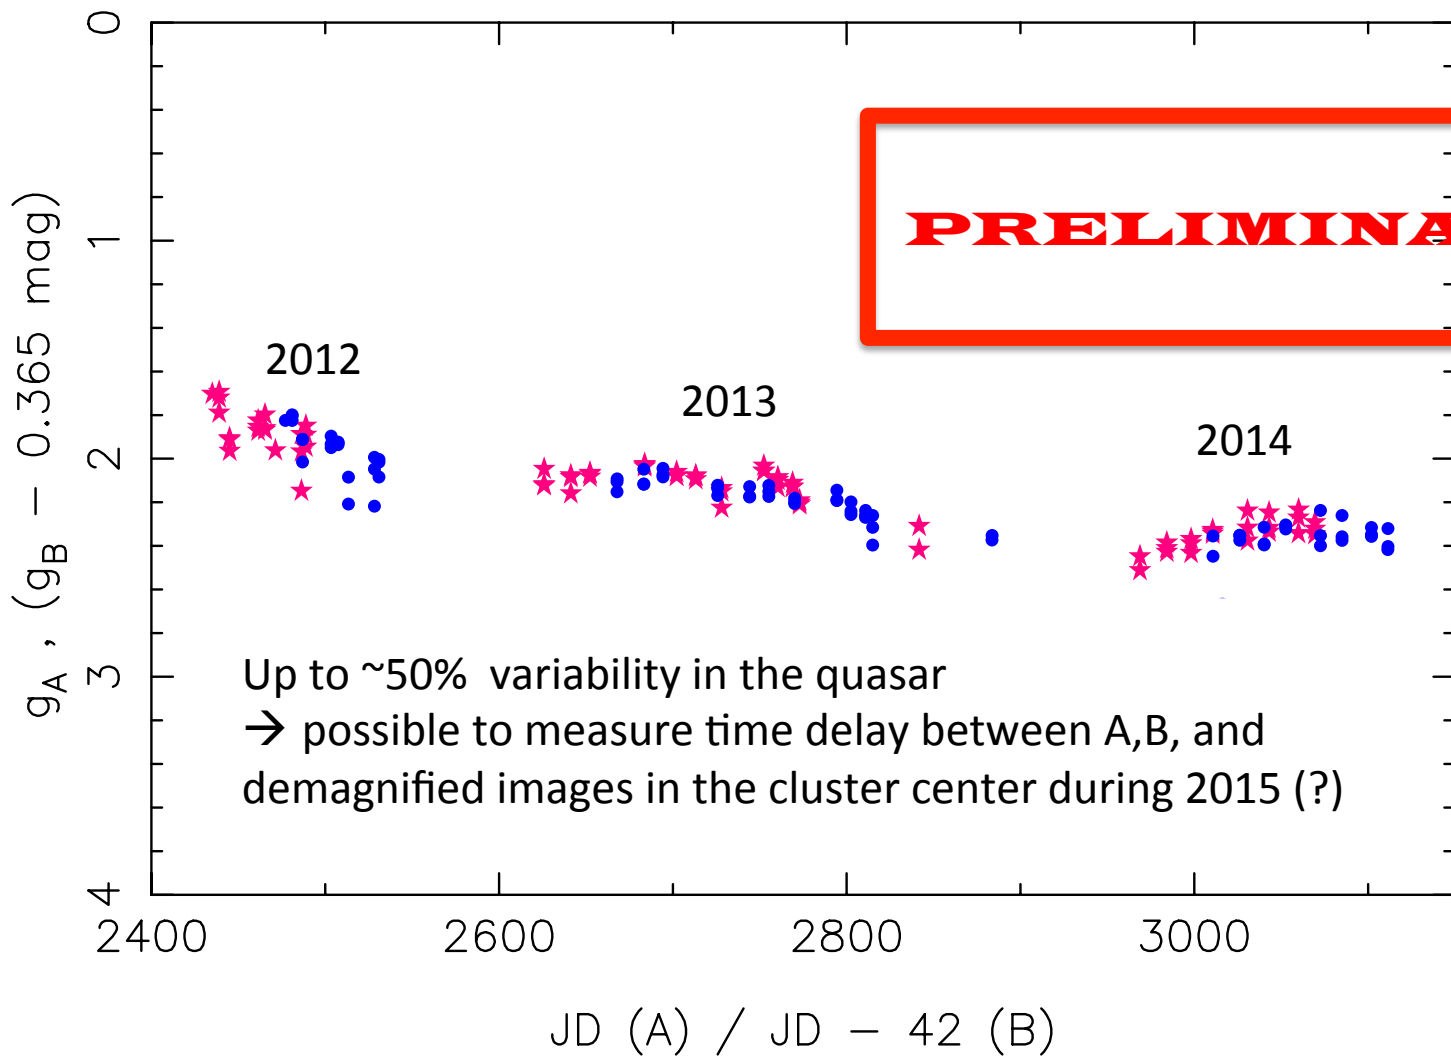 0
1
2
3
4
g_A , (g_B − 0.365 mag)
PRELIMINA
2012
2013
2014
Up to ~50% variability in the quasar
→ possible to measure time delay between A,B, and
demagnified images in the cluster center during 2015 (?)
2400 2600 2800 3000
JD (A) / JD − 42 (B)